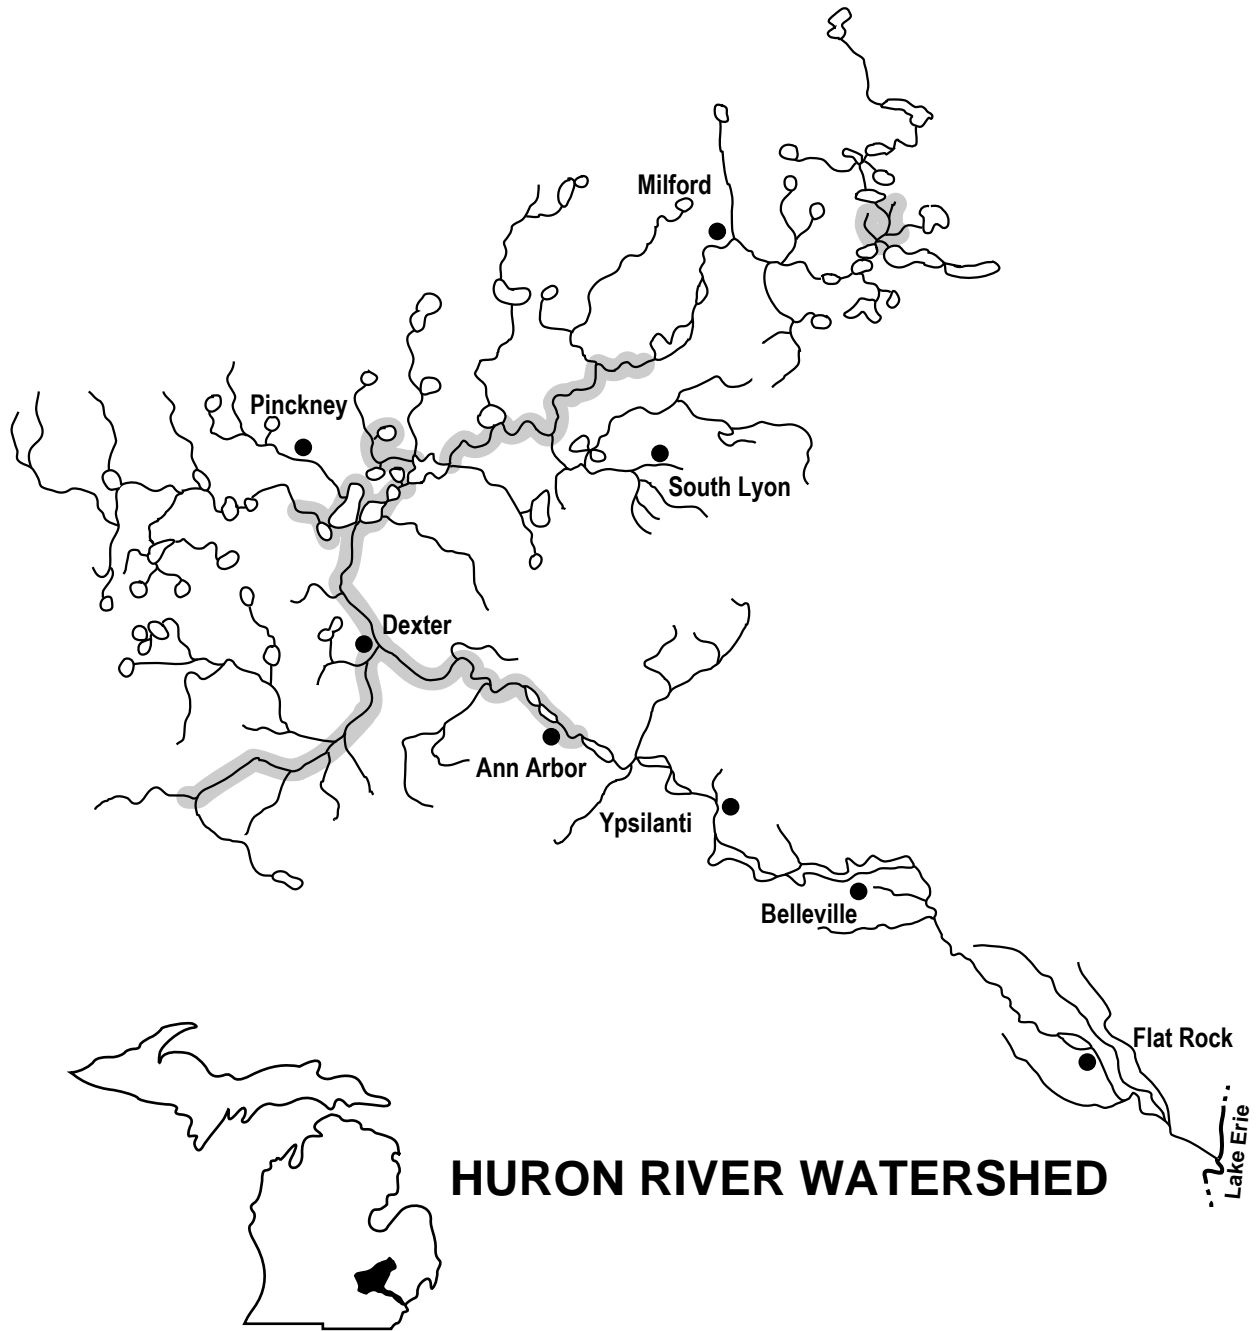 Milford
Pinckney
South Lyon
Dexter
Ann Arbor
Ypsilanti
Belleville
Flat Rock
Lake Erie
HURON RIVER WATERSHED